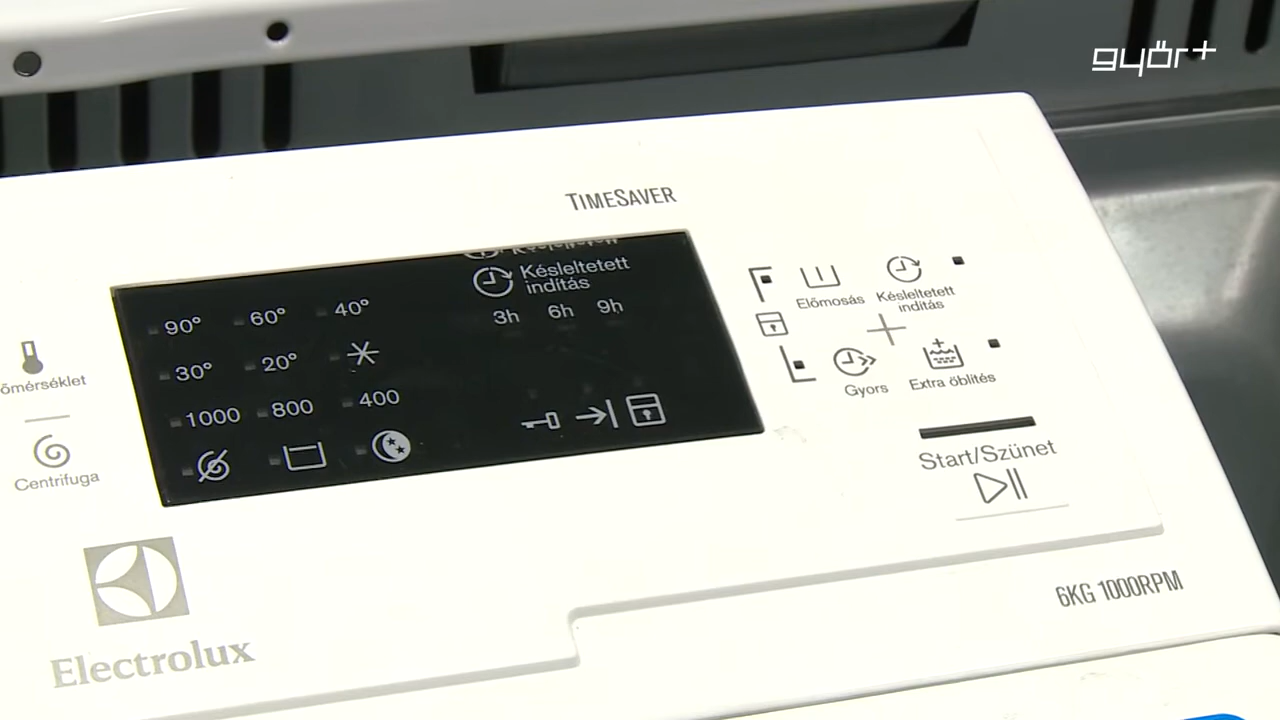 győr+
TIMESAVER
Késleltetett
indítás
3h 6h 9h
90° 60° 40°
30° 20°
1000 800 400
Centrifuga
Előmosás
Késleltetett
indítás
Gyors
Extra öblítés
Start/Szünet
Electrolux
6KG 1000RPM